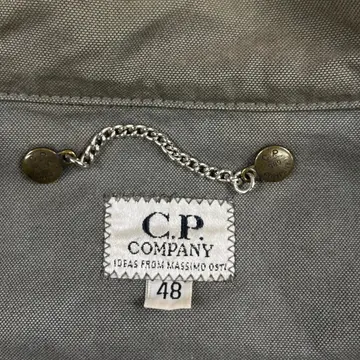 C.P.
COMPANY
IDEAS FROM MASSIMO OSTI
48